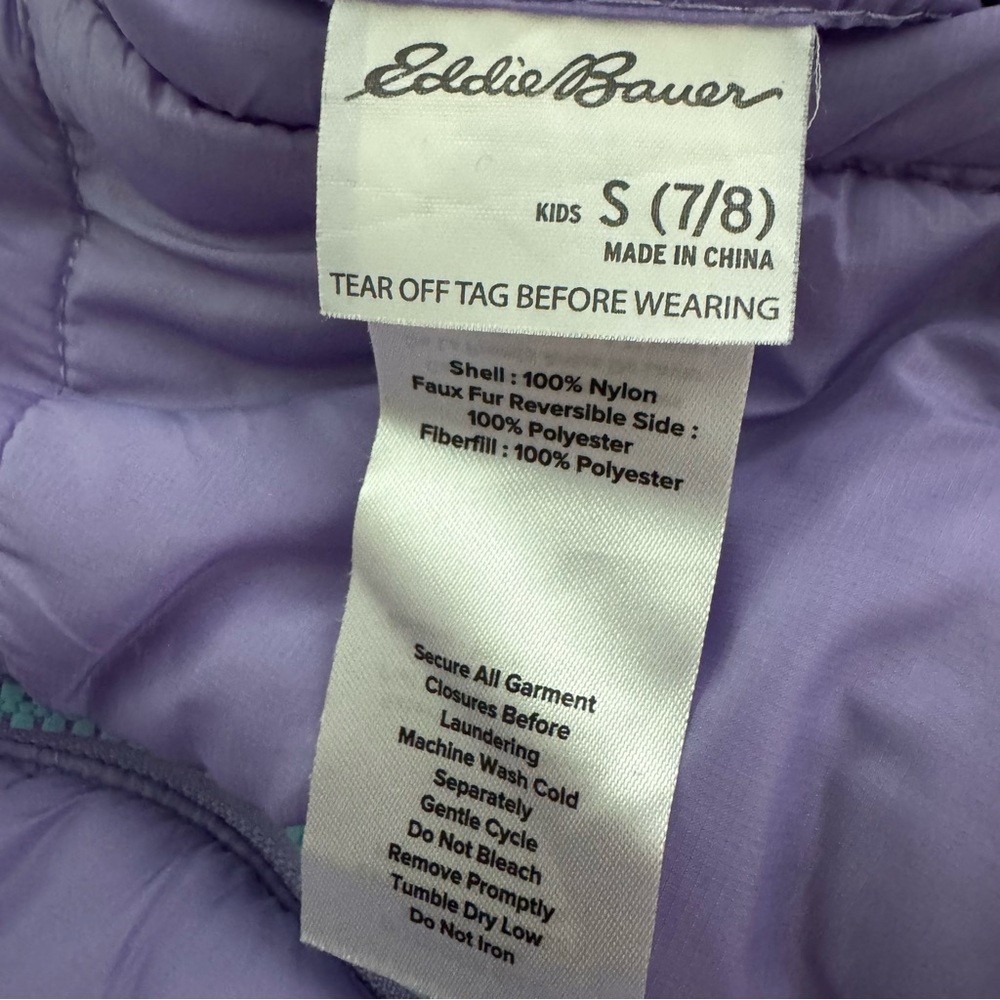 Eddie Bauer
KIDS S (7/8)
MADE IN CHINA
TEAR OFF TAG BEFORE WEARING
Shell : 100% Nylon
Faux Fur Reversible Side :
100% Polyester
Fiberfill : 100% Polyester
Secure All Garment
Closures Before
Laundering
Machine Wash Cold
Separately
Gentle Cycle
Do Not Bleach
Remove Promptly
Tumble Dry Low
Do Not Iron